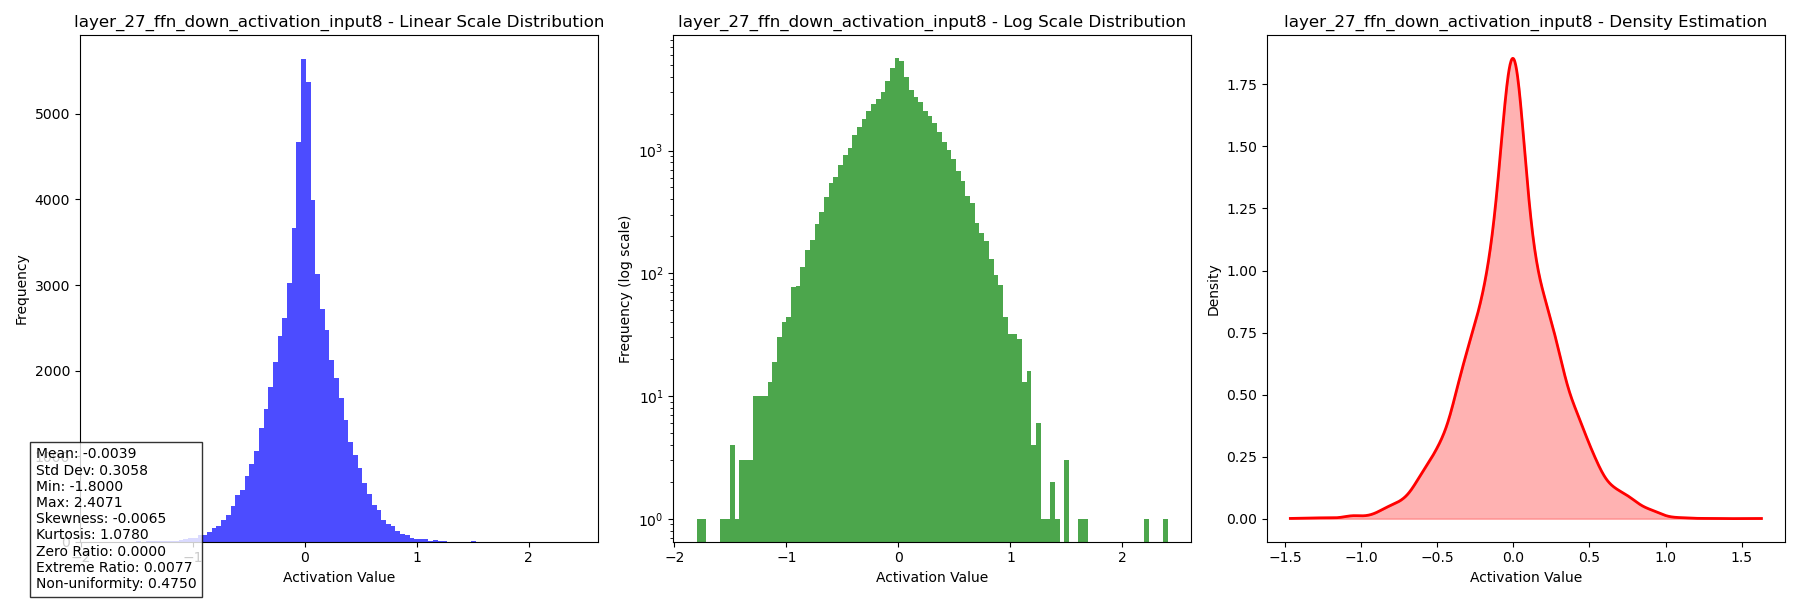 layer_27_ffn_down_activation_input8 - Linear Scale Distribution
Frequency
5000
4000
3000
2000
−1
0
1
2
Activation Value
Mean: -0.0039
Std Dev: 0.3058
Min: -1.8000
Max: 2.4071
Skewness: -0.0065
Kurtosis: 1.0780
Zero Ratio: 0.0000
Extreme Ratio: 0.0077
Non-uniformity: 0.4750
layer_27_ffn_down_activation_input8 - Log Scale Distribution
Frequency (log scale)
10³
10²
10¹
10⁰
−2
−1
0
1
2
Activation Value
layer_27_ffn_down_activation_input8 - Density Estimation
Density
1.75
1.50
1.25
1.00
0.75
0.50
0.25
0.00
−1.5
−1.0
−0.5
0.0
0.5
1.0
1.5
Activation Value